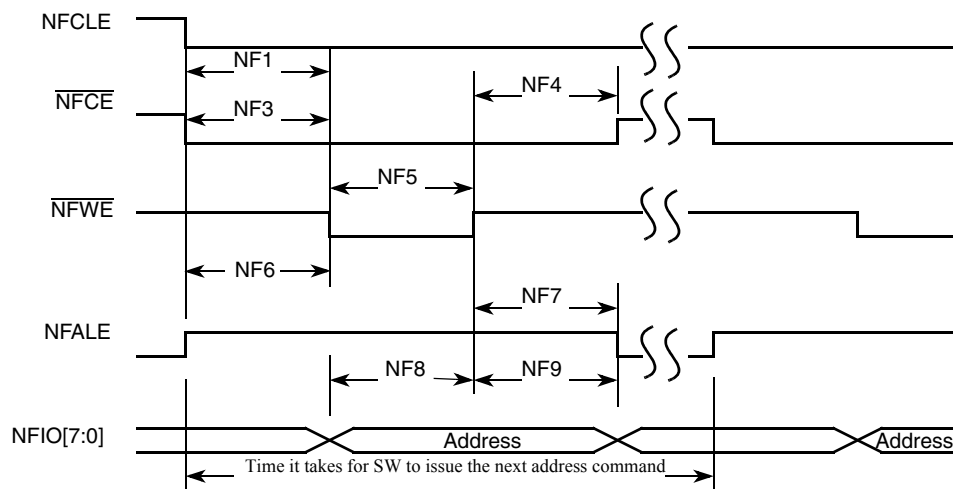 NFCLE
NF1
NF4
NFCE
NF3
NF5
NFWE
NF6
NF7
NFALE
NF8
NF9
NFIO[7:0]
Address
Address
Time it takes for SW to issue the next address command